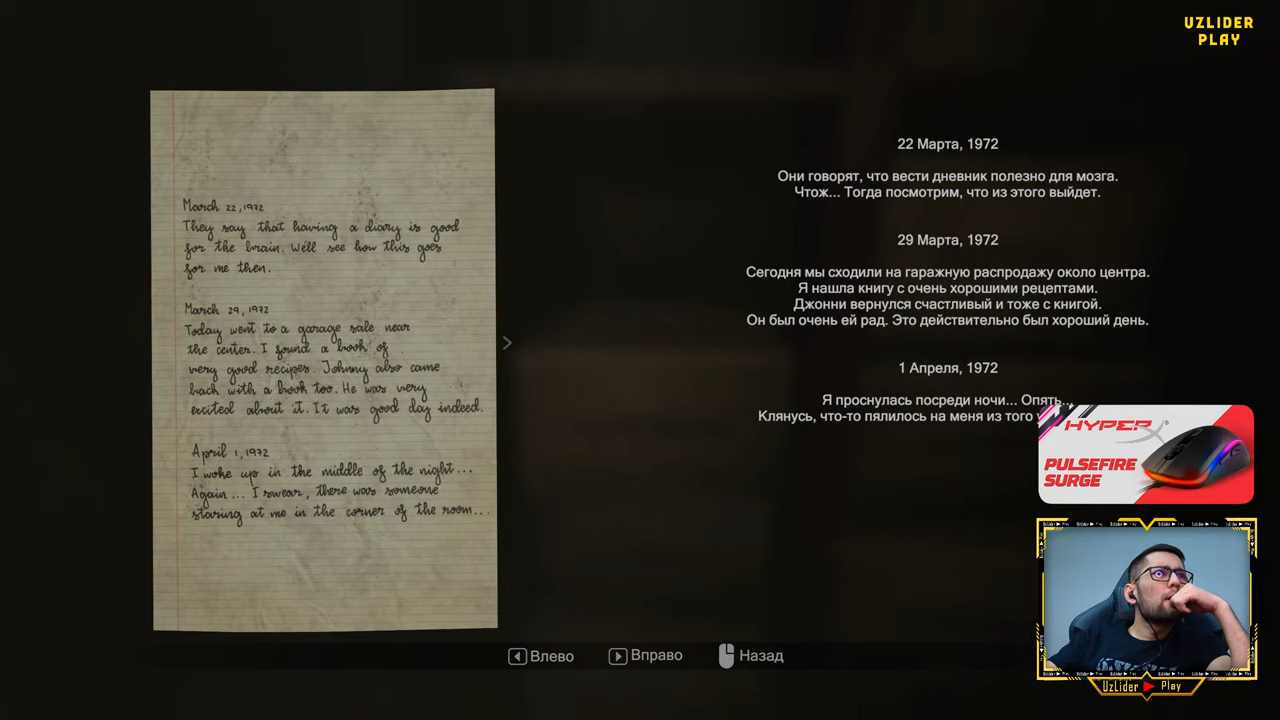 UZLIDER
PLAY
March 22, 1972
They say that having a diary is good
for the brain. We'll see how this goes
for me then.
March 29, 1972
Today went to a garage sale near
the center. I found a book of
very good recipes. Johnny also came
back with a book too. He was very
excited about it. It was good day indeed.
April 1, 1972
I woke up in the middle of the night...
Again... I swear, there was someone
staring at me in the corner of the room...
22 Марта, 1972
Они говорят, что вести дневник полезно для мозга.
Чтож... Тогда посмотрим, что из этого выйдет.
29 Марта, 1972
Сегодня мы сходили на гаражную распродажу около центра.
Я нашла книгу с очень хорошими рецептами.
Джонни вернулся счастливый и тоже с книгой.
Он был очень ей рад. Это действительно был хороший день.
1 Апреля, 1972
Я проснулась посреди ночи... Опять...
Клянусь, что-то пялилось на меня из того
HYPERX
PULSEFIRE
SURGE
Влево
Вправо
Назад
UzLider Play